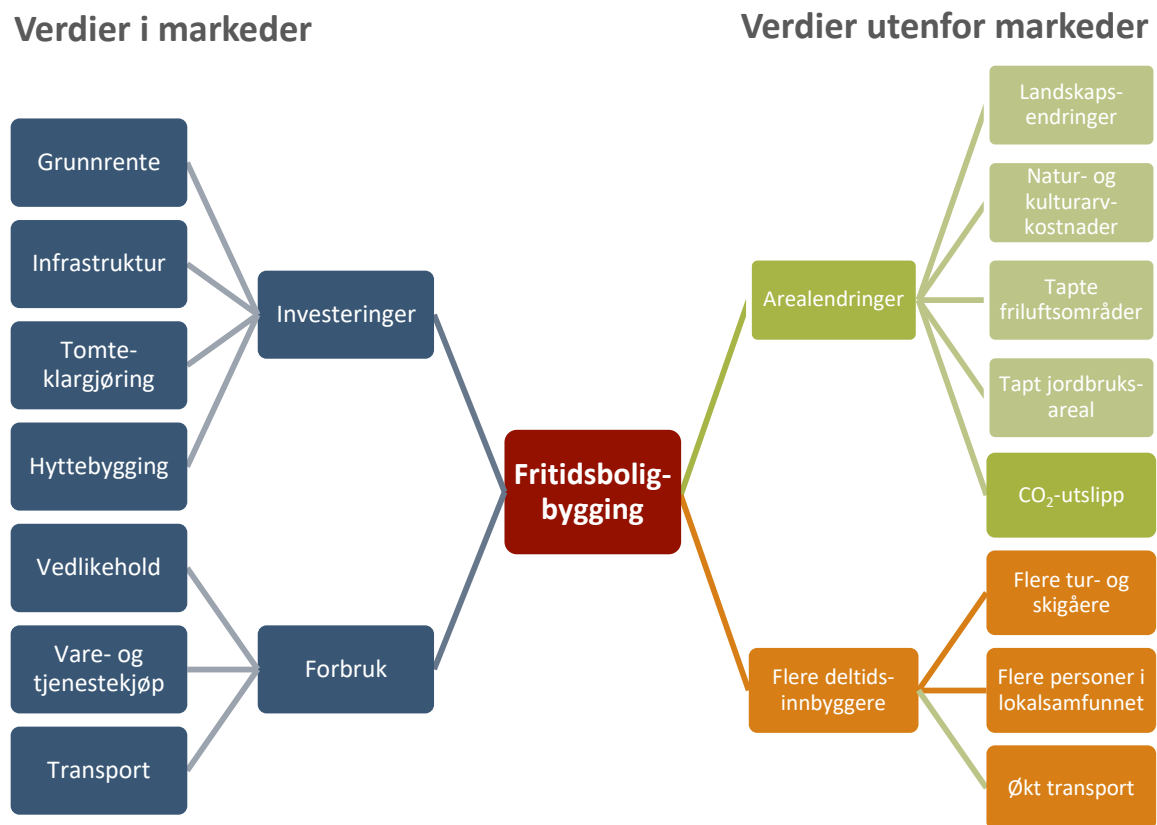 Verdier i markeder
Verdier utenfor markeder
Grunnrente
Infrastruktur
Tomte-
klargjøring
Hyttebygging
Vedlikehold
Vare- og
tjenestekjøp
Transport
Investeringer
Forbruk
Fritidsbolig-
bygging
Arealendringer
Flere deltids-
innbyggere
Landskaps-
endringer
Natur- og
kulturarv-
kostnader
Tapte
friluftsområder
Tapt jordbruks-
areal
CO₂-utslipp
Flere tur- og
skigåere
Flere personer i
lokalsamfunnet
Økt transport